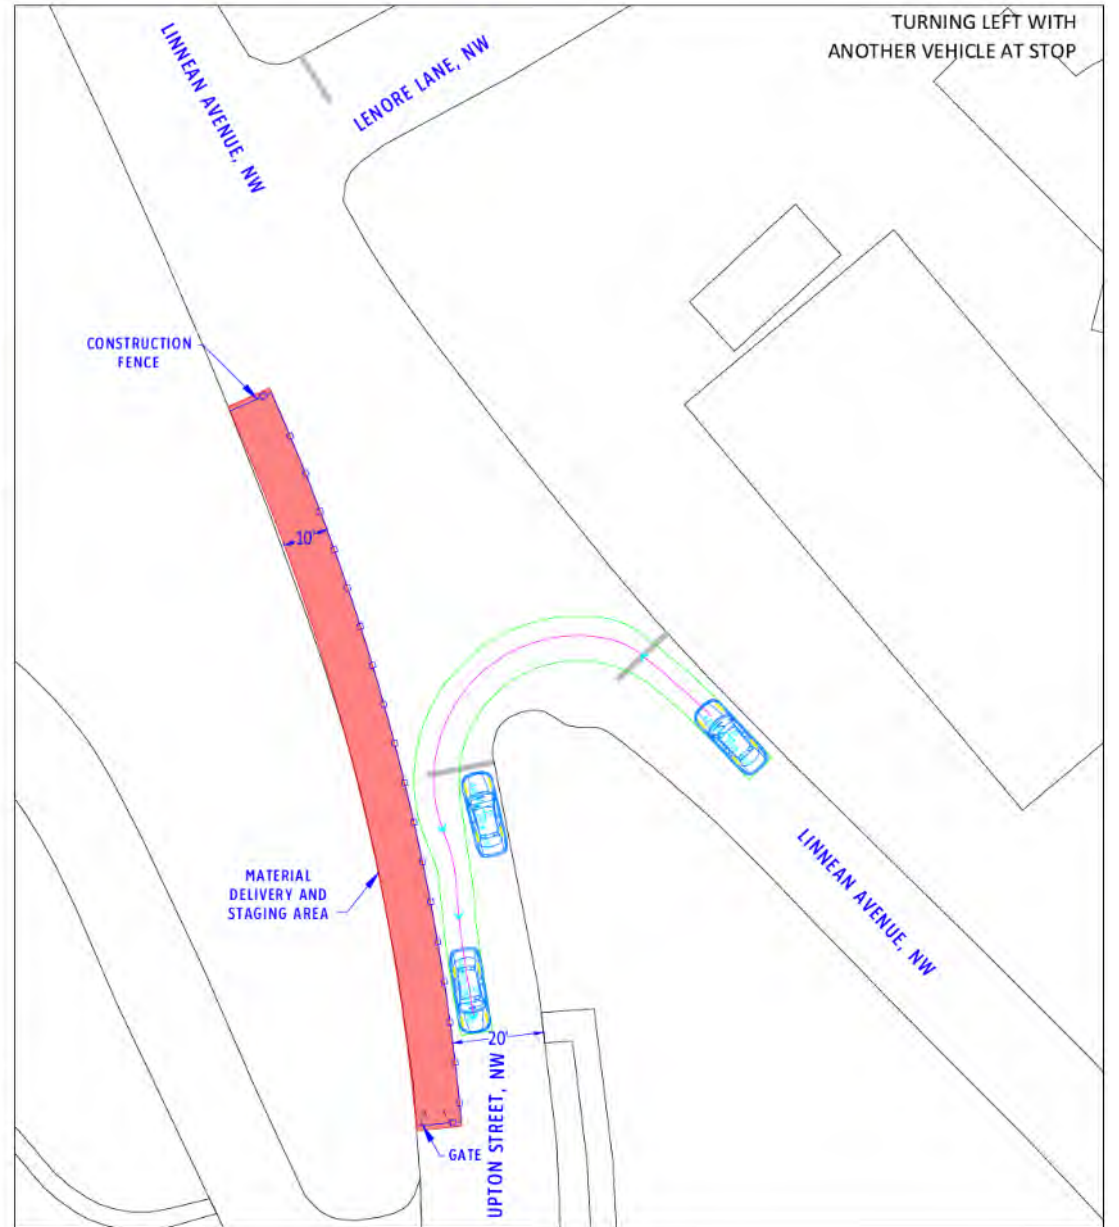 TURNING LEFT WITH
ANOTHER VEHICLE AT STOP
LINNEAN AVENUE, NW
LENORE LANE, NW
CONSTRUCTION
FENCE
10'
MATERIAL
DELIVERY AND
STAGING AREA
LINNEAN AVENUE, NW
20'
UPTON STREET, NW
GATE